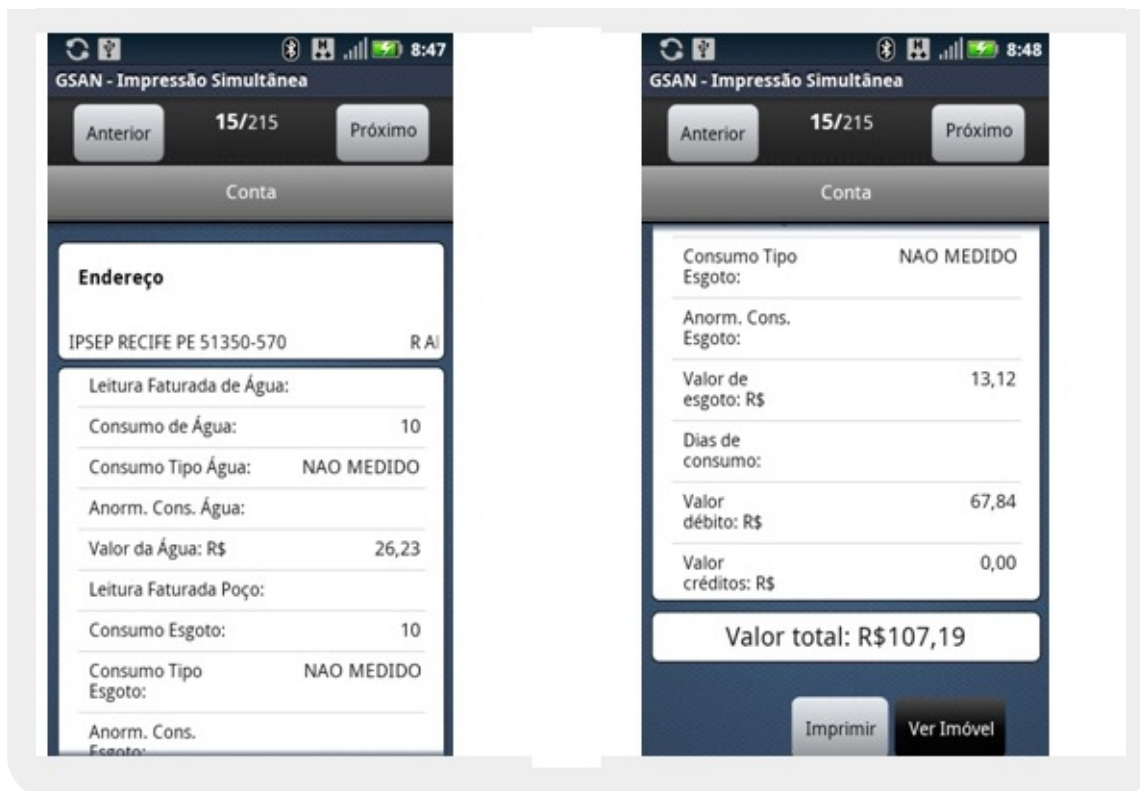 8:47
GSAN - Impressão Simultânea
Anterior
15/215
Próximo
Conta
Endereço
IPSEP RECIFE PE 51350-570 R
Leitura Faturada de Água:
Consumo de Água: 10
Consumo Tipo Água: NAO MEDIDO
Anorm. Cons. Água:
Valor da Água: R$ 26,23
Leitura Faturada Poço:
Consumo Esgoto: 10
Consumo Tipo NAO MEDIDO
Esgoto:
Anorm. Cons.
Esgoto:
8:48
GSAN - Impressão Simultânea
Anterior
15/215
Próximo
Conta
Consumo Tipo NAO MEDIDO
Esgoto:
Anorm. Cons.
Esgoto:
Valor de 13,12
esgoto: R$
Dias de
consumo:
Valor 67,84
débito: R$
Valor 0,00
créditos: R$
Valor total: R$107,19
Imprimir
Ver Imóvel